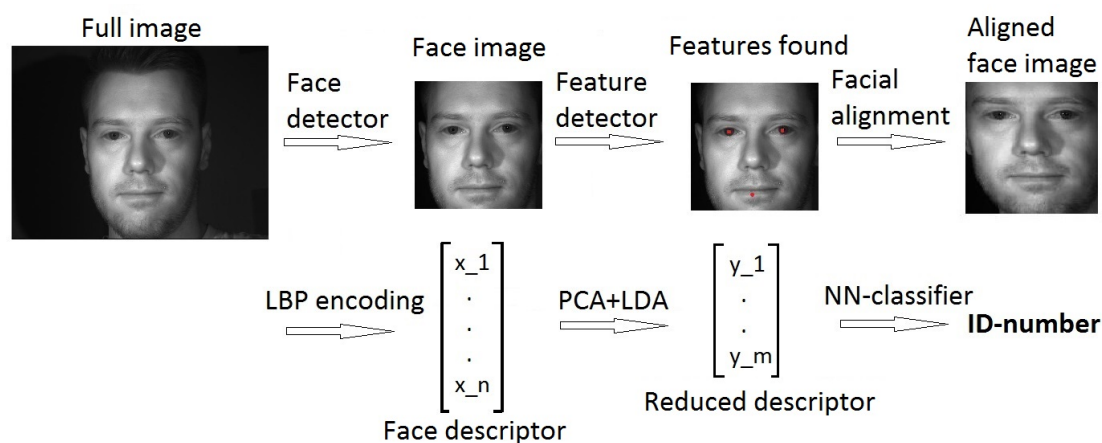 Full image
Face
detector
Face image
Feature
detector
Features found
Facial
alignment
Aligned
face image
LBP encoding
x_1
.
.
.
x_n
Face descriptor
PCA+LDA
y_1
.
.
y_m
Reduced descriptor
NN-classifier
ID-number